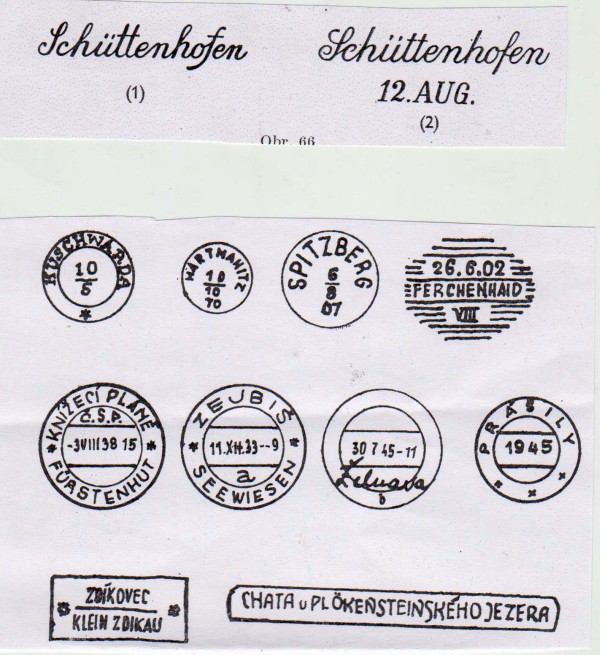 Schüttenhofen
(1)
Schüttenhofen
12.AUG.
(2)
Obr. 66
KUSCHWARDA
10
5
*
HARTMANITZ
10
10
70
SPITZBERG
6
8
07
26.6.02
FERCHENHAID
VIII
KNÍŽECÍ PLÁNĚ
Č.S.P.
-3VIII38 15
FÜRSTENHUT
ZEJBIŠ
11.XII.33--9
a
SEEWIESEN
30 7 45-11
Železná
b
PRÁŠILY
1945
* * *
ZDÍKOVEC
KLEIN ZDIKAU
CHATA u PLÖKENSTEINSKÉHO JEZERA